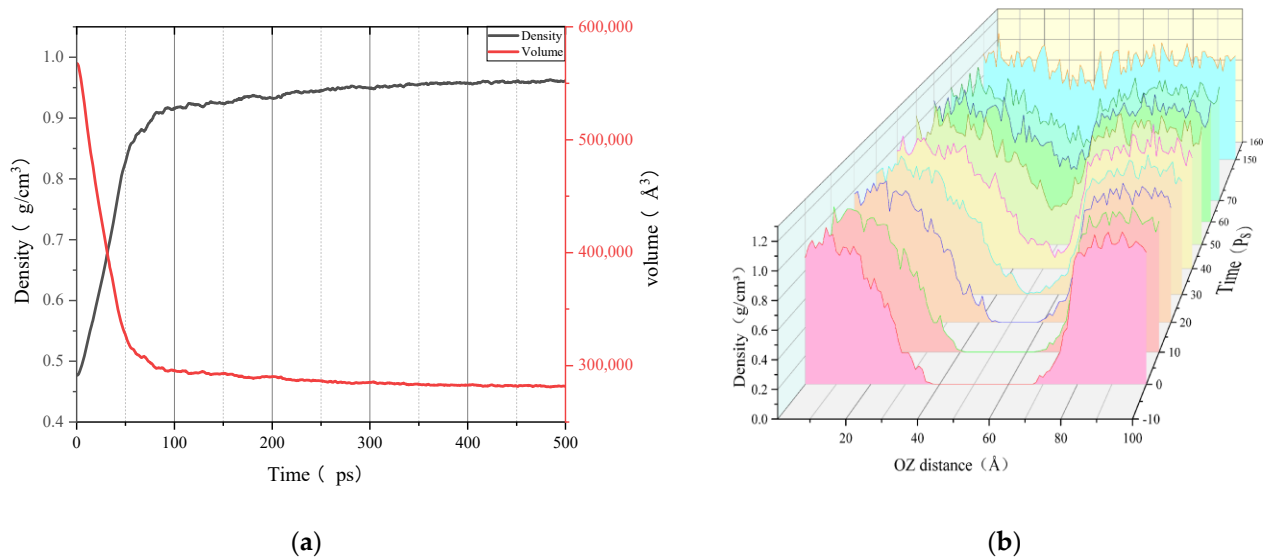 Density
Volume
1.0
0.9
0.8
0.7
0.6
0.5
0.4
Density( g/cm³)
600,000
500,000
400,000
300,000
volume( Å³)
0 100 200 300 400 500
Time( ps)
(a)
1.2
1.0
0.8
0.6
0.4
0.2
0.0
Density (g/cm³)
20 40 60 80 100
OZ distance (Å)
160
150
70
60
50
40
30
20
10
0
-10
Time (Ps)
(b)